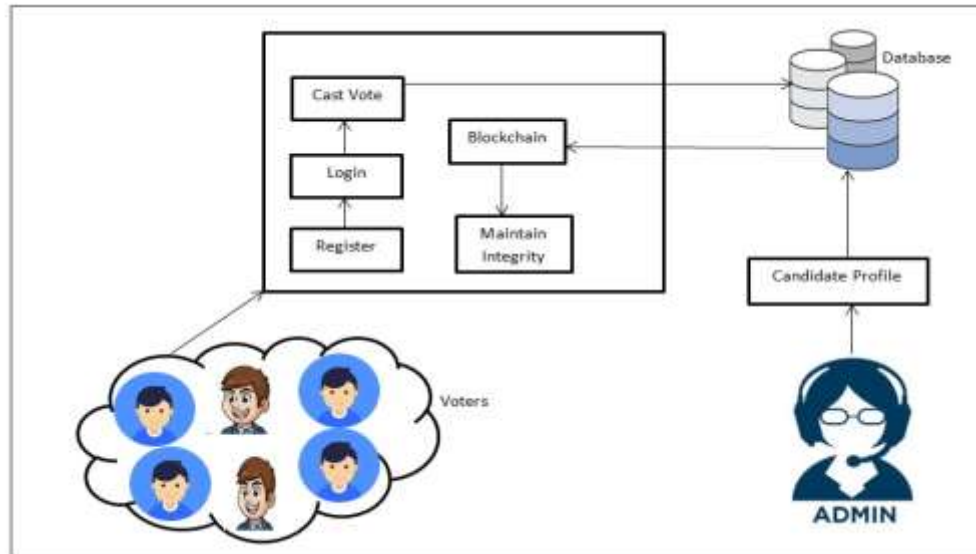 Database
Cast Vote
Blockchain
Login
Register
Maintain
Integrity
Candidate Profile
Voters
ADMIN